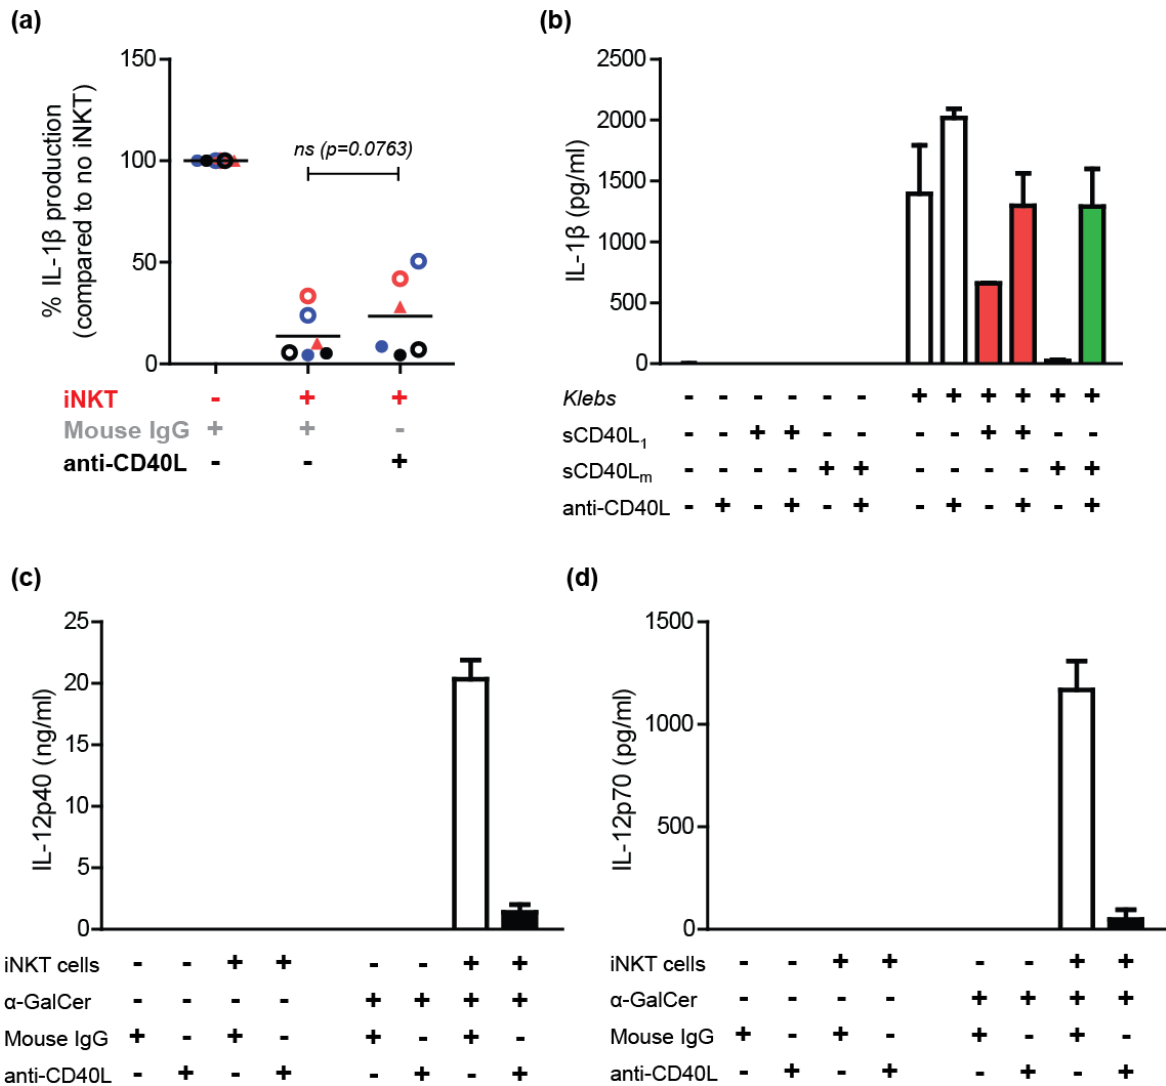 (a)
150
100
50
0
% IL-1β production
(compared to no iNKT)
ns (p=0.0763)
iNKT - + +
Mouse IgG + + -
anti-CD40L - - +
(b)
2500
2000
1500
1000
500
0
IL-1β (pg/ml)
Klebs - - - - - - + + + + + +
sCD40L1 - - + + - - - - + + - -
sCD40Lm - - - - + + - - - - + +
anti-CD40L - + - + - + - + - + - +
(c)
25
20
15
10
5
0
IL-12p40 (ng/ml)
iNKT cells - - + + - - + +
α-GalCer - - - - + + + +
Mouse IgG + - + - + - + -
anti-CD40L - + - + - + - +
(d)
1500
1000
500
0
IL-12p70 (pg/ml)
iNKT cells - - + + - - + +
α-GalCer - - - - + + + +
Mouse IgG + - + - + - + -
anti-CD40L - + - + - + - +